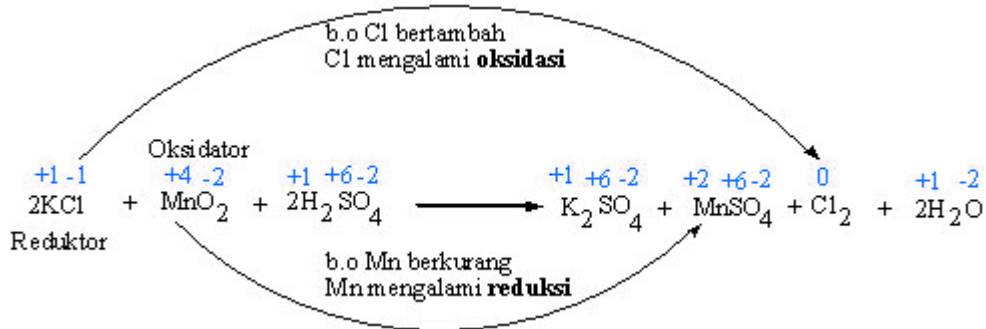 b.o Cl bertambah
Cl mengalami oksidasi
Oksidator
+1 -1 +4 -2 +1 +6 -2 +1 +6 -2 +2 +6 -2 0 +1 -2
2KCl + MnO₂ + 2H₂SO₄ → K₂SO₄ + MnSO₄ + Cl₂ + 2H₂O
Reduktor
b.o Mn berkurang
Mn mengalami reduksi